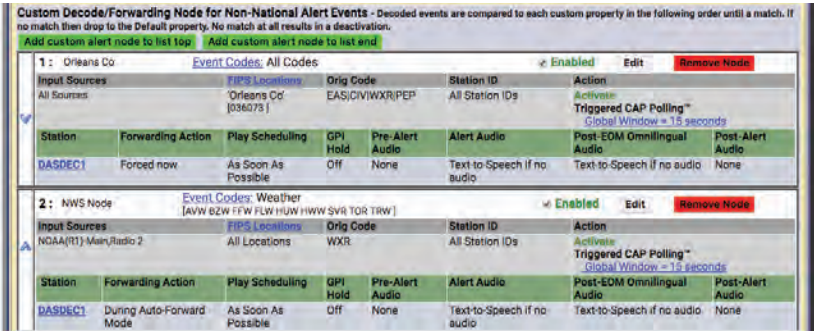 Custom Decode/Forwarding Node for Non-National Alert Events - Decoded events are compared to each custom property in the following order until a match. If
no match then drop to the Default property. No match at all results in a deactivation.
Add custom alert node to list top Add custom alert node to list end
1: Orleans Co Event Codes: All Codes Enabled Edit Remove Node
Input Sources FIPS Locations Orig Code Station ID Action
All Sources 'Orleans Co' EAS|CIV|WXR|PEP All Station IDs Activate
[036073 ] Triggered CAP Polling™
Global Window = 15 seconds
Station Forwarding Action Play Scheduling GPI Hold Pre-Alert Audio Alert Audio Post-EOM Omnilingual Audio Post-Alert Audio
DASDEC1 Forced now As Soon As Possible Off None Text-to-Speech if no audio Text-to-Speech if no audio None
2: NWS Node Event Codes: Weather Enabled Edit Remove Node
[AVW BZW FFW FLW HUW HWW SVR TOR TRW ]
Input Sources FIPS Locations Orig Code Station ID Action
NOAA(R1)-Main,Radio 2 All Locations WXR All Station IDs Activate
Triggered CAP Polling™
Global Window = 15 seconds
Station Forwarding Action Play Scheduling GPI Hold Pre-Alert Audio Alert Audio Post-EOM Omnilingual Audio Post-Alert Audio
DASDEC1 During Auto-Forward Mode As Soon As Possible Off None Text-to-Speech if no audio Text-to-Speech if no audio None